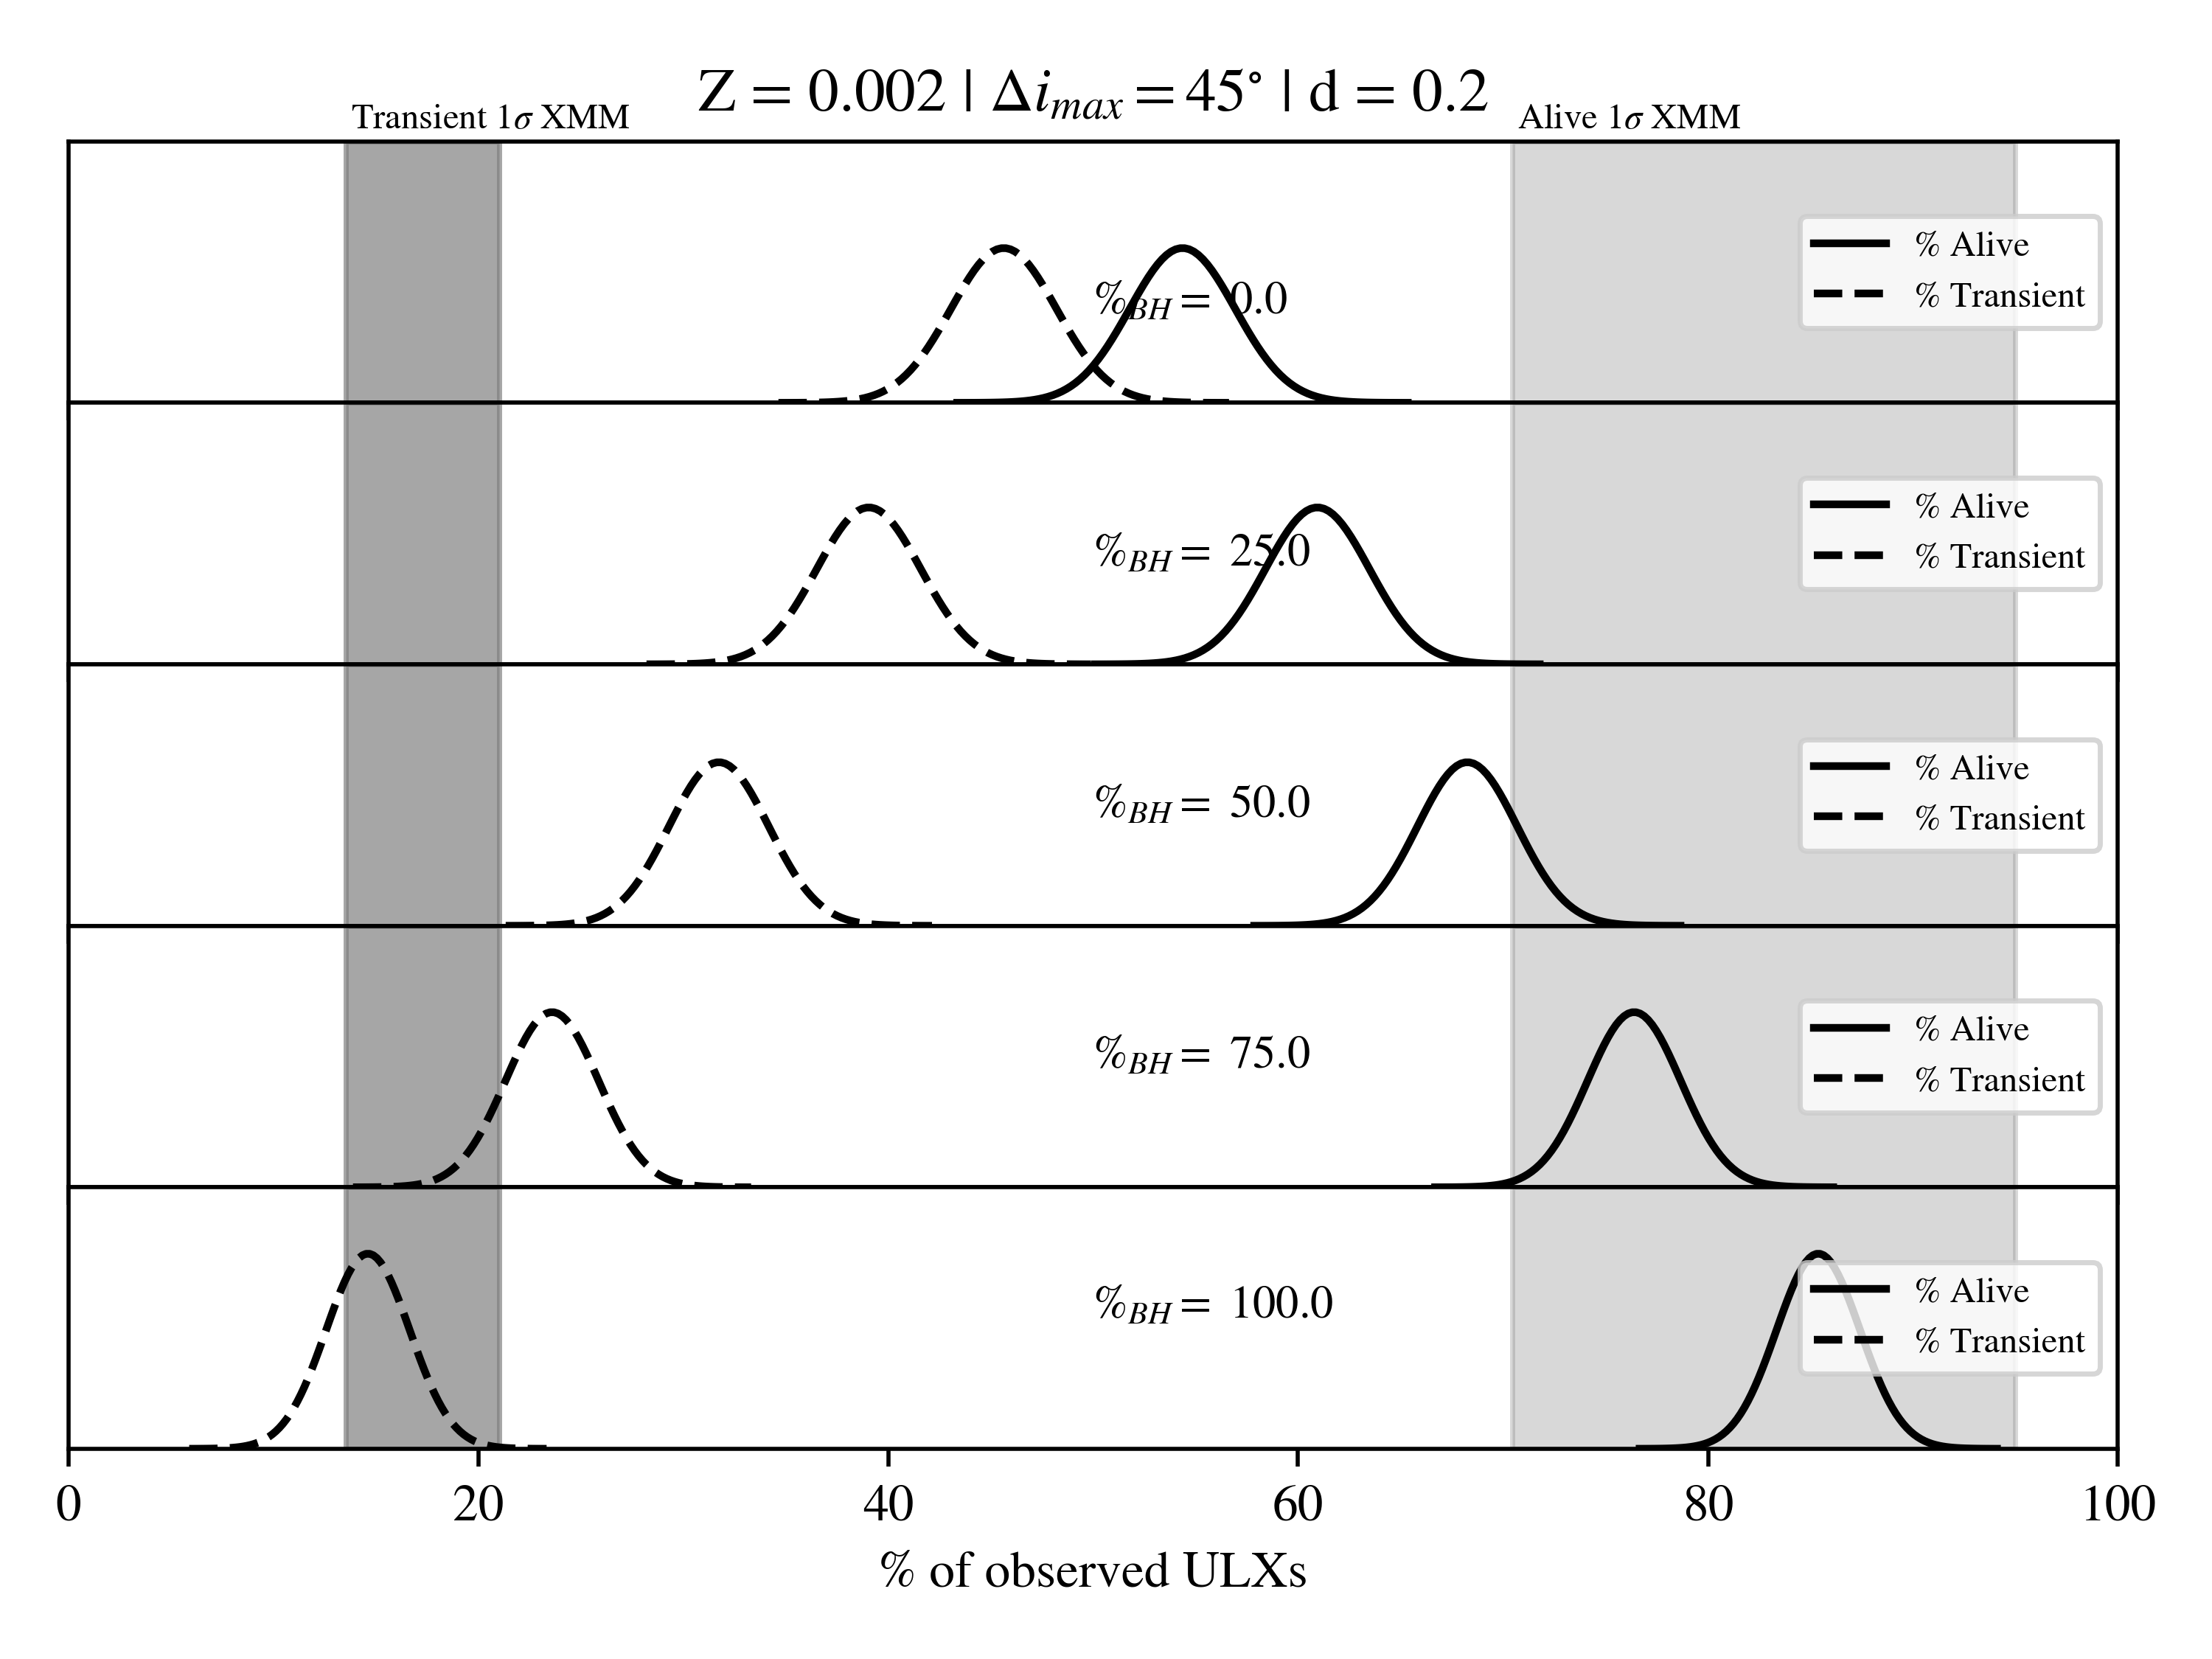 Z = 0.002 | Δi_max = 45° | d = 0.2
Transient 1σ XMM
Alive 1σ XMM
%_BH = 0.0
% Alive
% Transient
%_BH = 25.0
% Alive
% Transient
%_BH = 50.0
% Alive
% Transient
%_BH = 75.0
% Alive
% Transient
%_BH = 100.0
% Alive
% Transient
0 20 40 60 80 100
% of observed ULXs